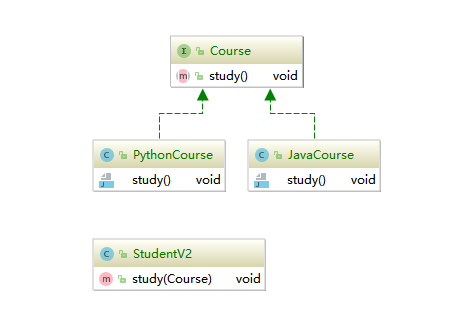 I Course
m study() void
C PythonCourse
study() void
C JavaCourse
study() void
C StudentV2
m study(Course) void